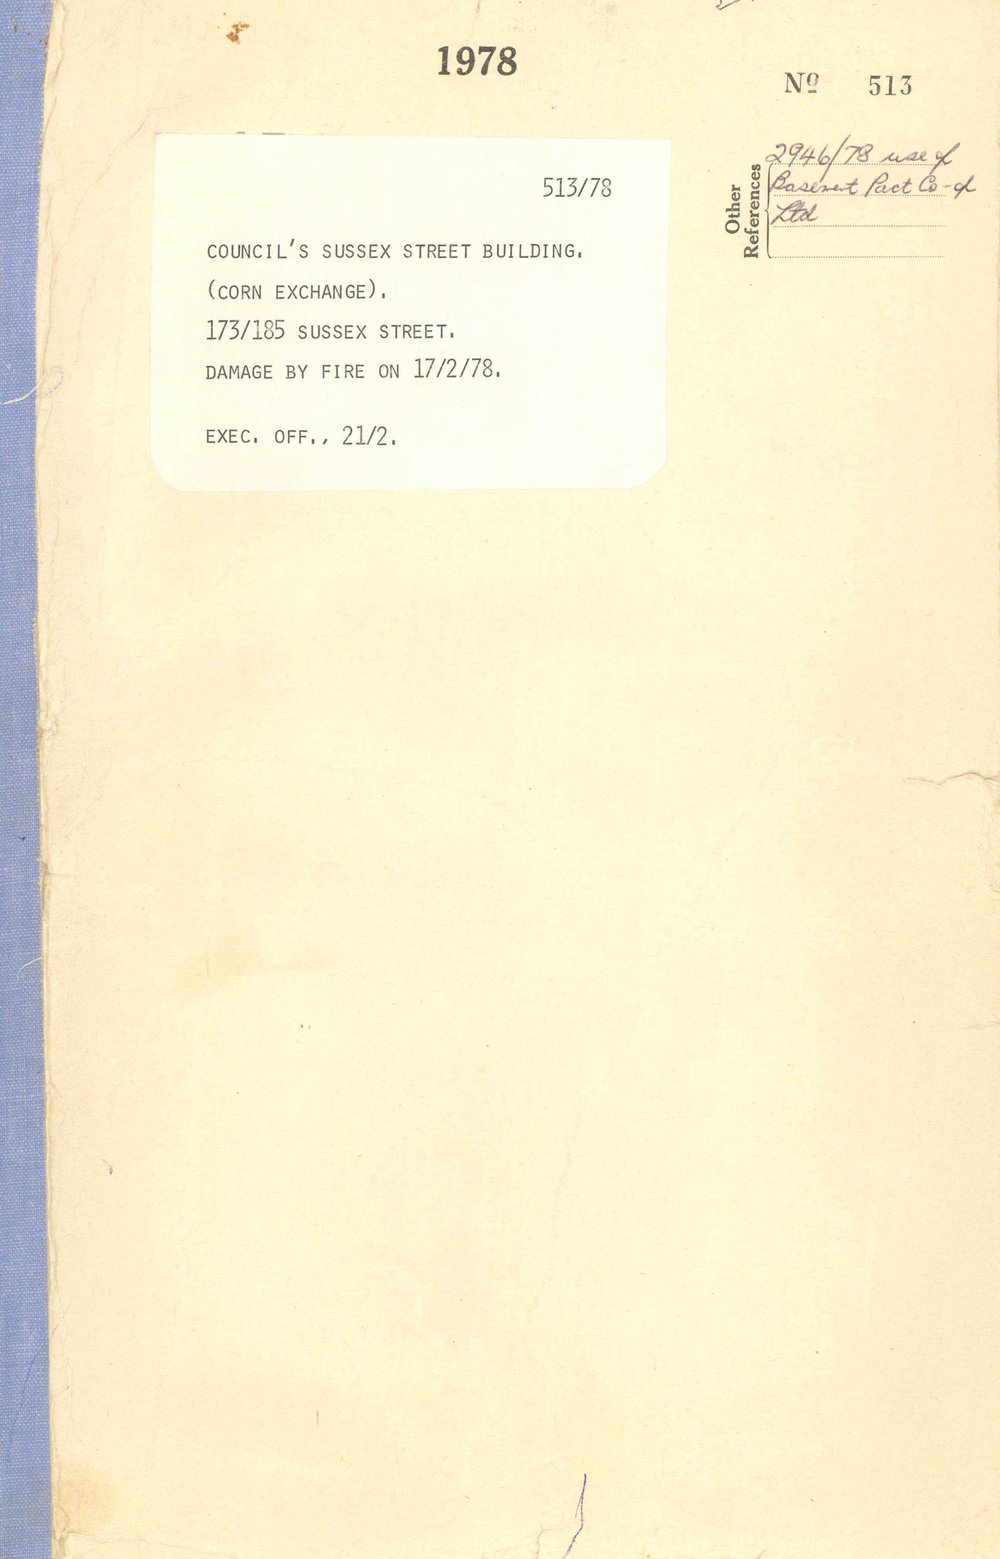 1978
Nº 513
Other
References
2946/78 use of
Basement Pact Co-op
Ltd
513/78
COUNCIL'S SUSSEX STREET BUILDING.
(CORN EXCHANGE).
173/185 SUSSEX STREET.
DAMAGE BY FIRE ON 17/2/78.
EXEC. OFF., 21/2.